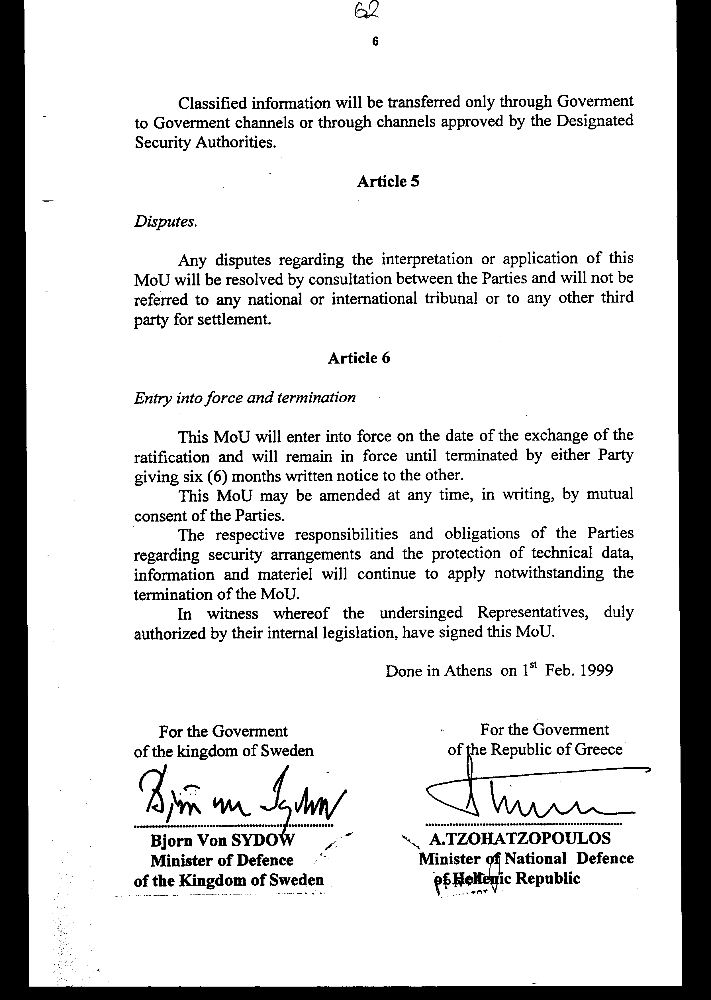 62
6
Classified information will be transferred only through Goverment
to Goverment channels or through channels approved by the Designated
Security Authorities.
Article 5
Disputes.
Any disputes regarding the interpretation or application of this
MoU will be resolved by consultation between the Parties and will not be
referred to any national or international tribunal or to any other third
party for settlement.
Article 6
Entry into force and termination
This MoU will enter into force on the date of the exchange of the
ratification and will remain in force until terminated by either Party
giving six (6) months written notice to the other.
This MoU may be amended at any time, in writing, by mutual
consent of the Parties.
The respective responsibilities and obligations of the Parties
regarding security arrangements and the protection of technical data,
information and materiel will continue to apply notwithstanding the
termination of the MoU.
In witness whereof the undersinged Representatives, duly
authorized by their internal legislation, have signed this MoU.
Done in Athens on 1st Feb. 1999
For the Goverment
of the kingdom of Sweden
Bjorn Von SYDOW
Minister of Defence
of the Kingdom of Sweden
For the Goverment
of the Republic of Greece
A.TZOHATZOPOULOS
Minister of National Defence
of Hellenic Republic